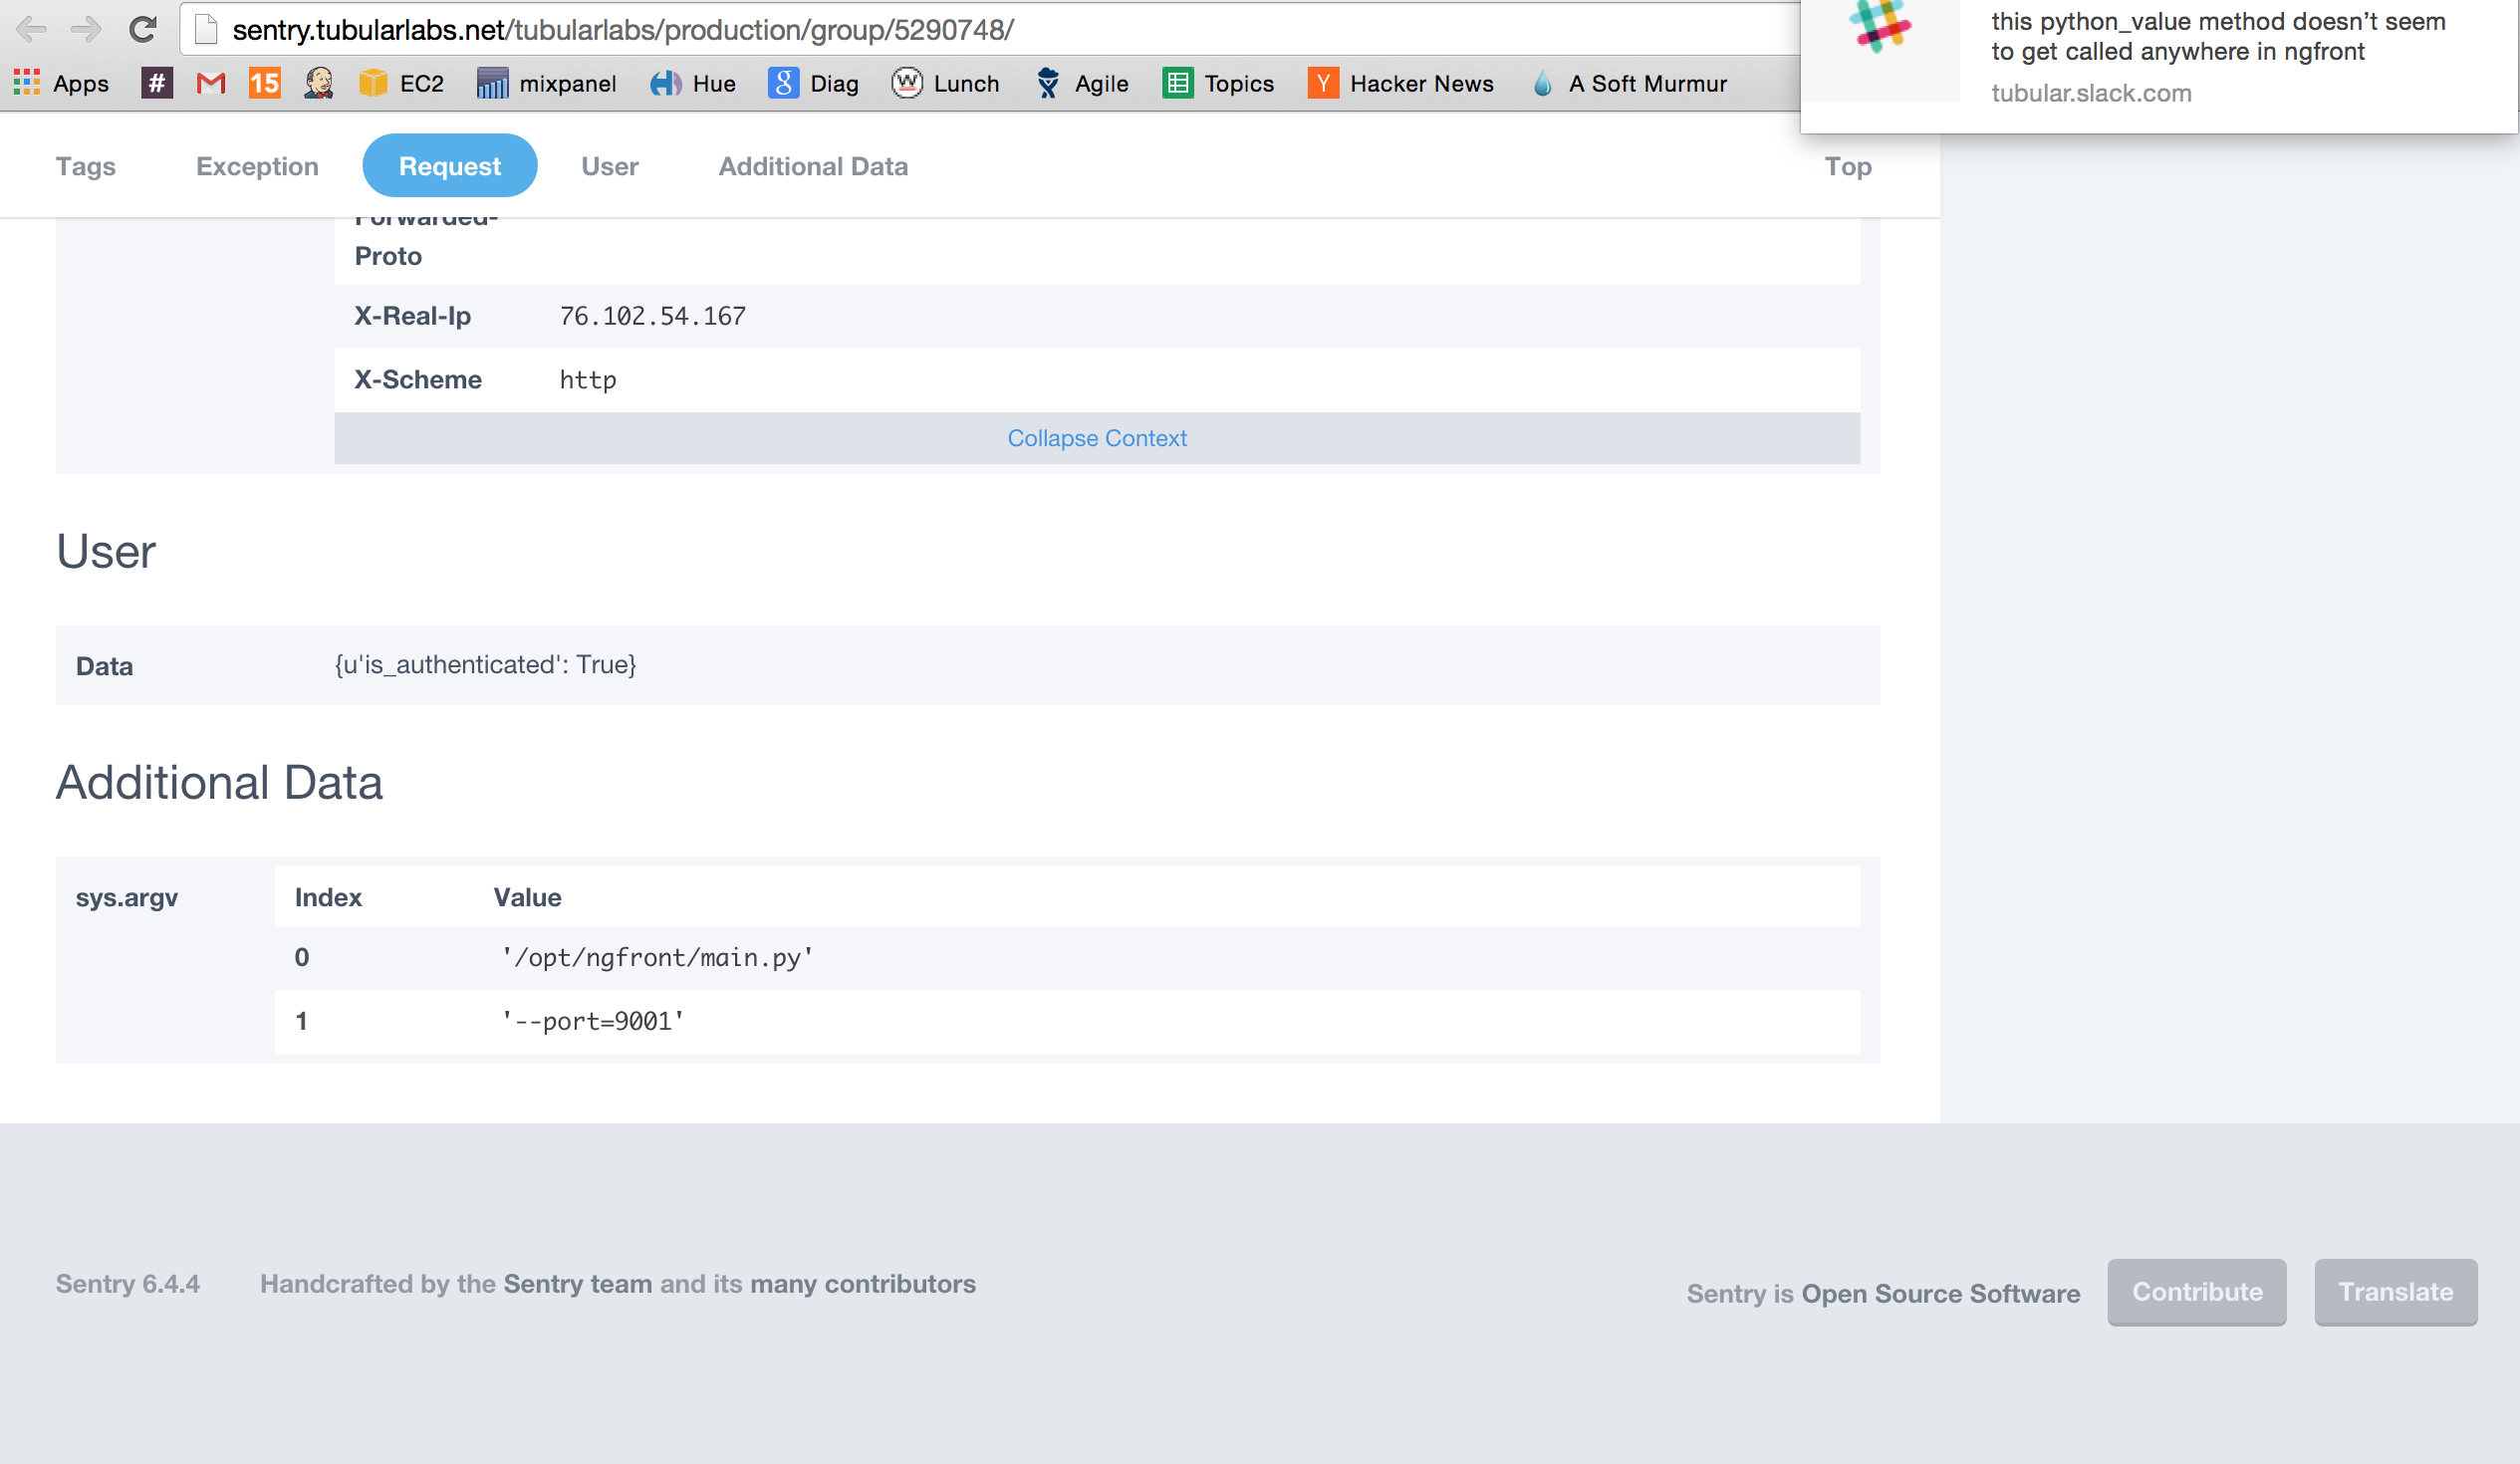 sentry.tubularlabs.net/tubularlabs/production/group/5290748/
this python_value method doesn’t seem
to get called anywhere in ngfront
tubular.slack.com
Apps # 15 EC2 mixpanel Hue g Diag W Lunch Agile Topics Y Hacker News A Soft Murmur
Tags Exception Request User Additional Data Top
Forwarded-
Proto
X-Real-Ip 76.102.54.167
X-Scheme http
Collapse Context
User
Data {u'is_authenticated': True}
Additional Data
sys.argv Index Value
0 '/opt/ngfront/main.py'
1 '--port=9001'
Sentry 6.4.4 Handcrafted by the Sentry team and its many contributors
Sentry is Open Source Software Contribute Translate